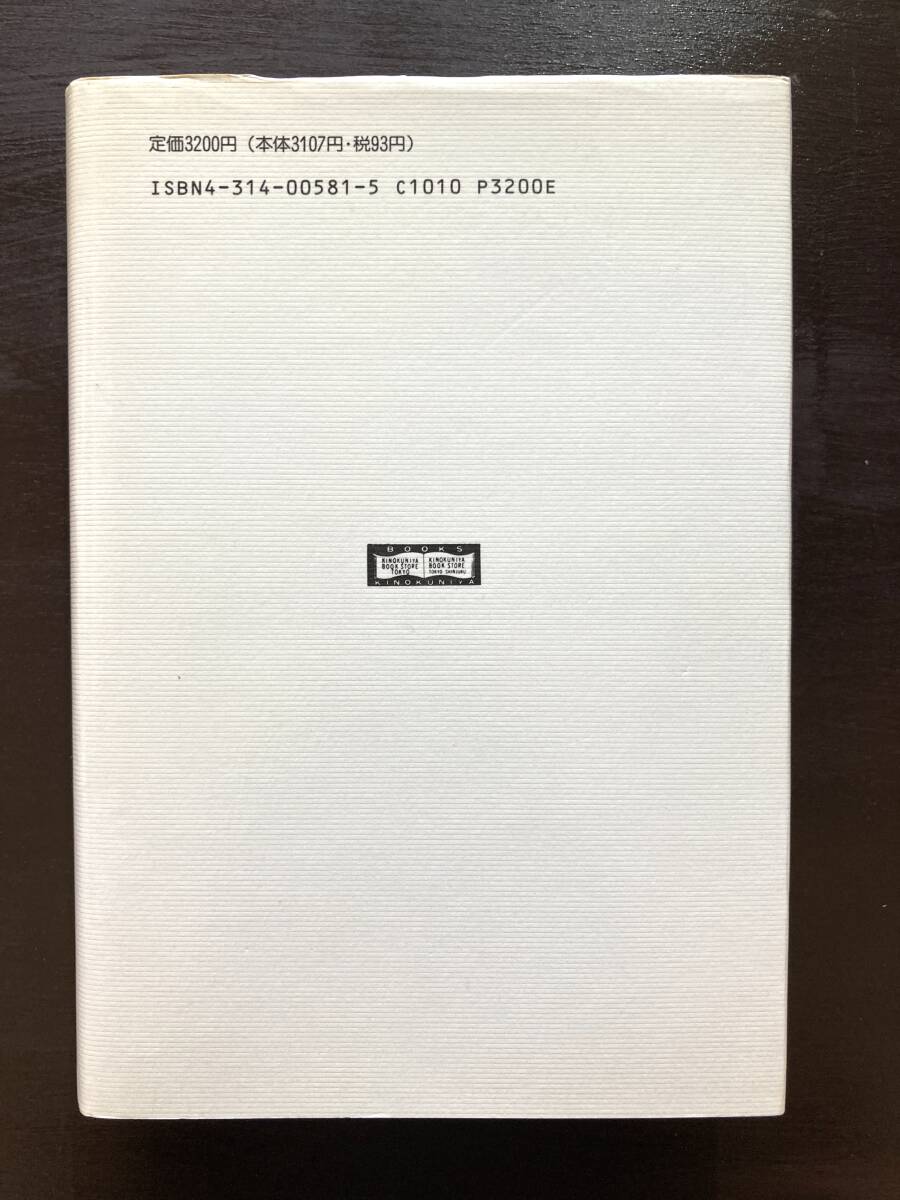 定価3200円（本体3107円・税93円）
ISBN4-314-00581-5 C1010 P3200E
BOOKS
KINOKUNIYA BOOK STORE TOKYO
KINOKUNIYA BOOK STORE TOKYO SHINJUKU
KINOKUNIYA